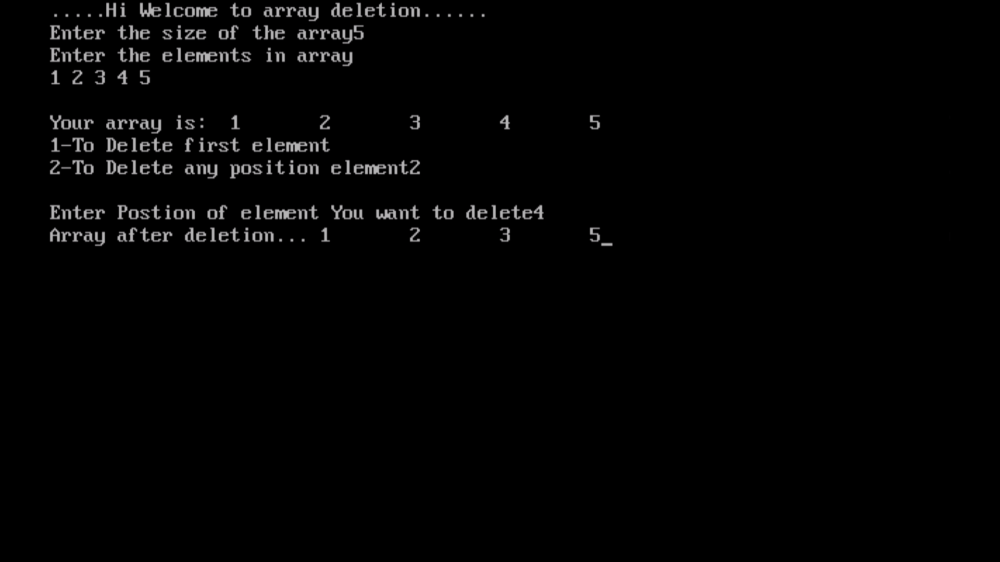 .....Hi Welcome to array deletion......
Enter the size of the array5
Enter the elements in array
1 2 3 4 5
Your array is:  1       2       3       4       5
1-To Delete first element
2-To Delete any position element2
Enter Postion of element You want to delete4
Array after deletion... 1       2       3       5_